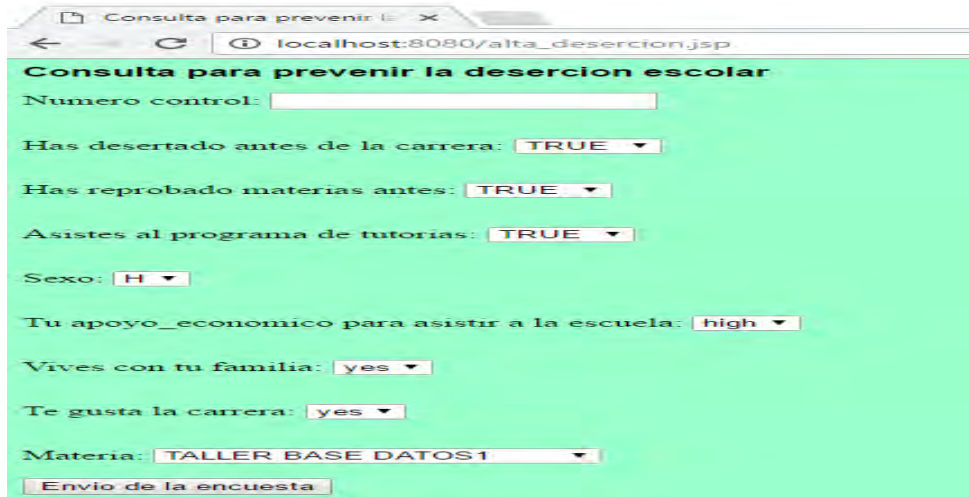 Consulta para prevenir l
localhost:8080/alta_desercion.jsp
Consulta para prevenir la desercion escolar
Numero control:
Has desertado antes de la carrera: TRUE
Has reprobado materias antes: TRUE
Asistes al programa de tutorias: TRUE
Sexo: H
Tu apoyo_economico para asistir a la escuela: high
Vives con tu familia: yes
Te gusta la carrera: yes
Materia: TALLER BASE DATOS1
Envio de la encuesta